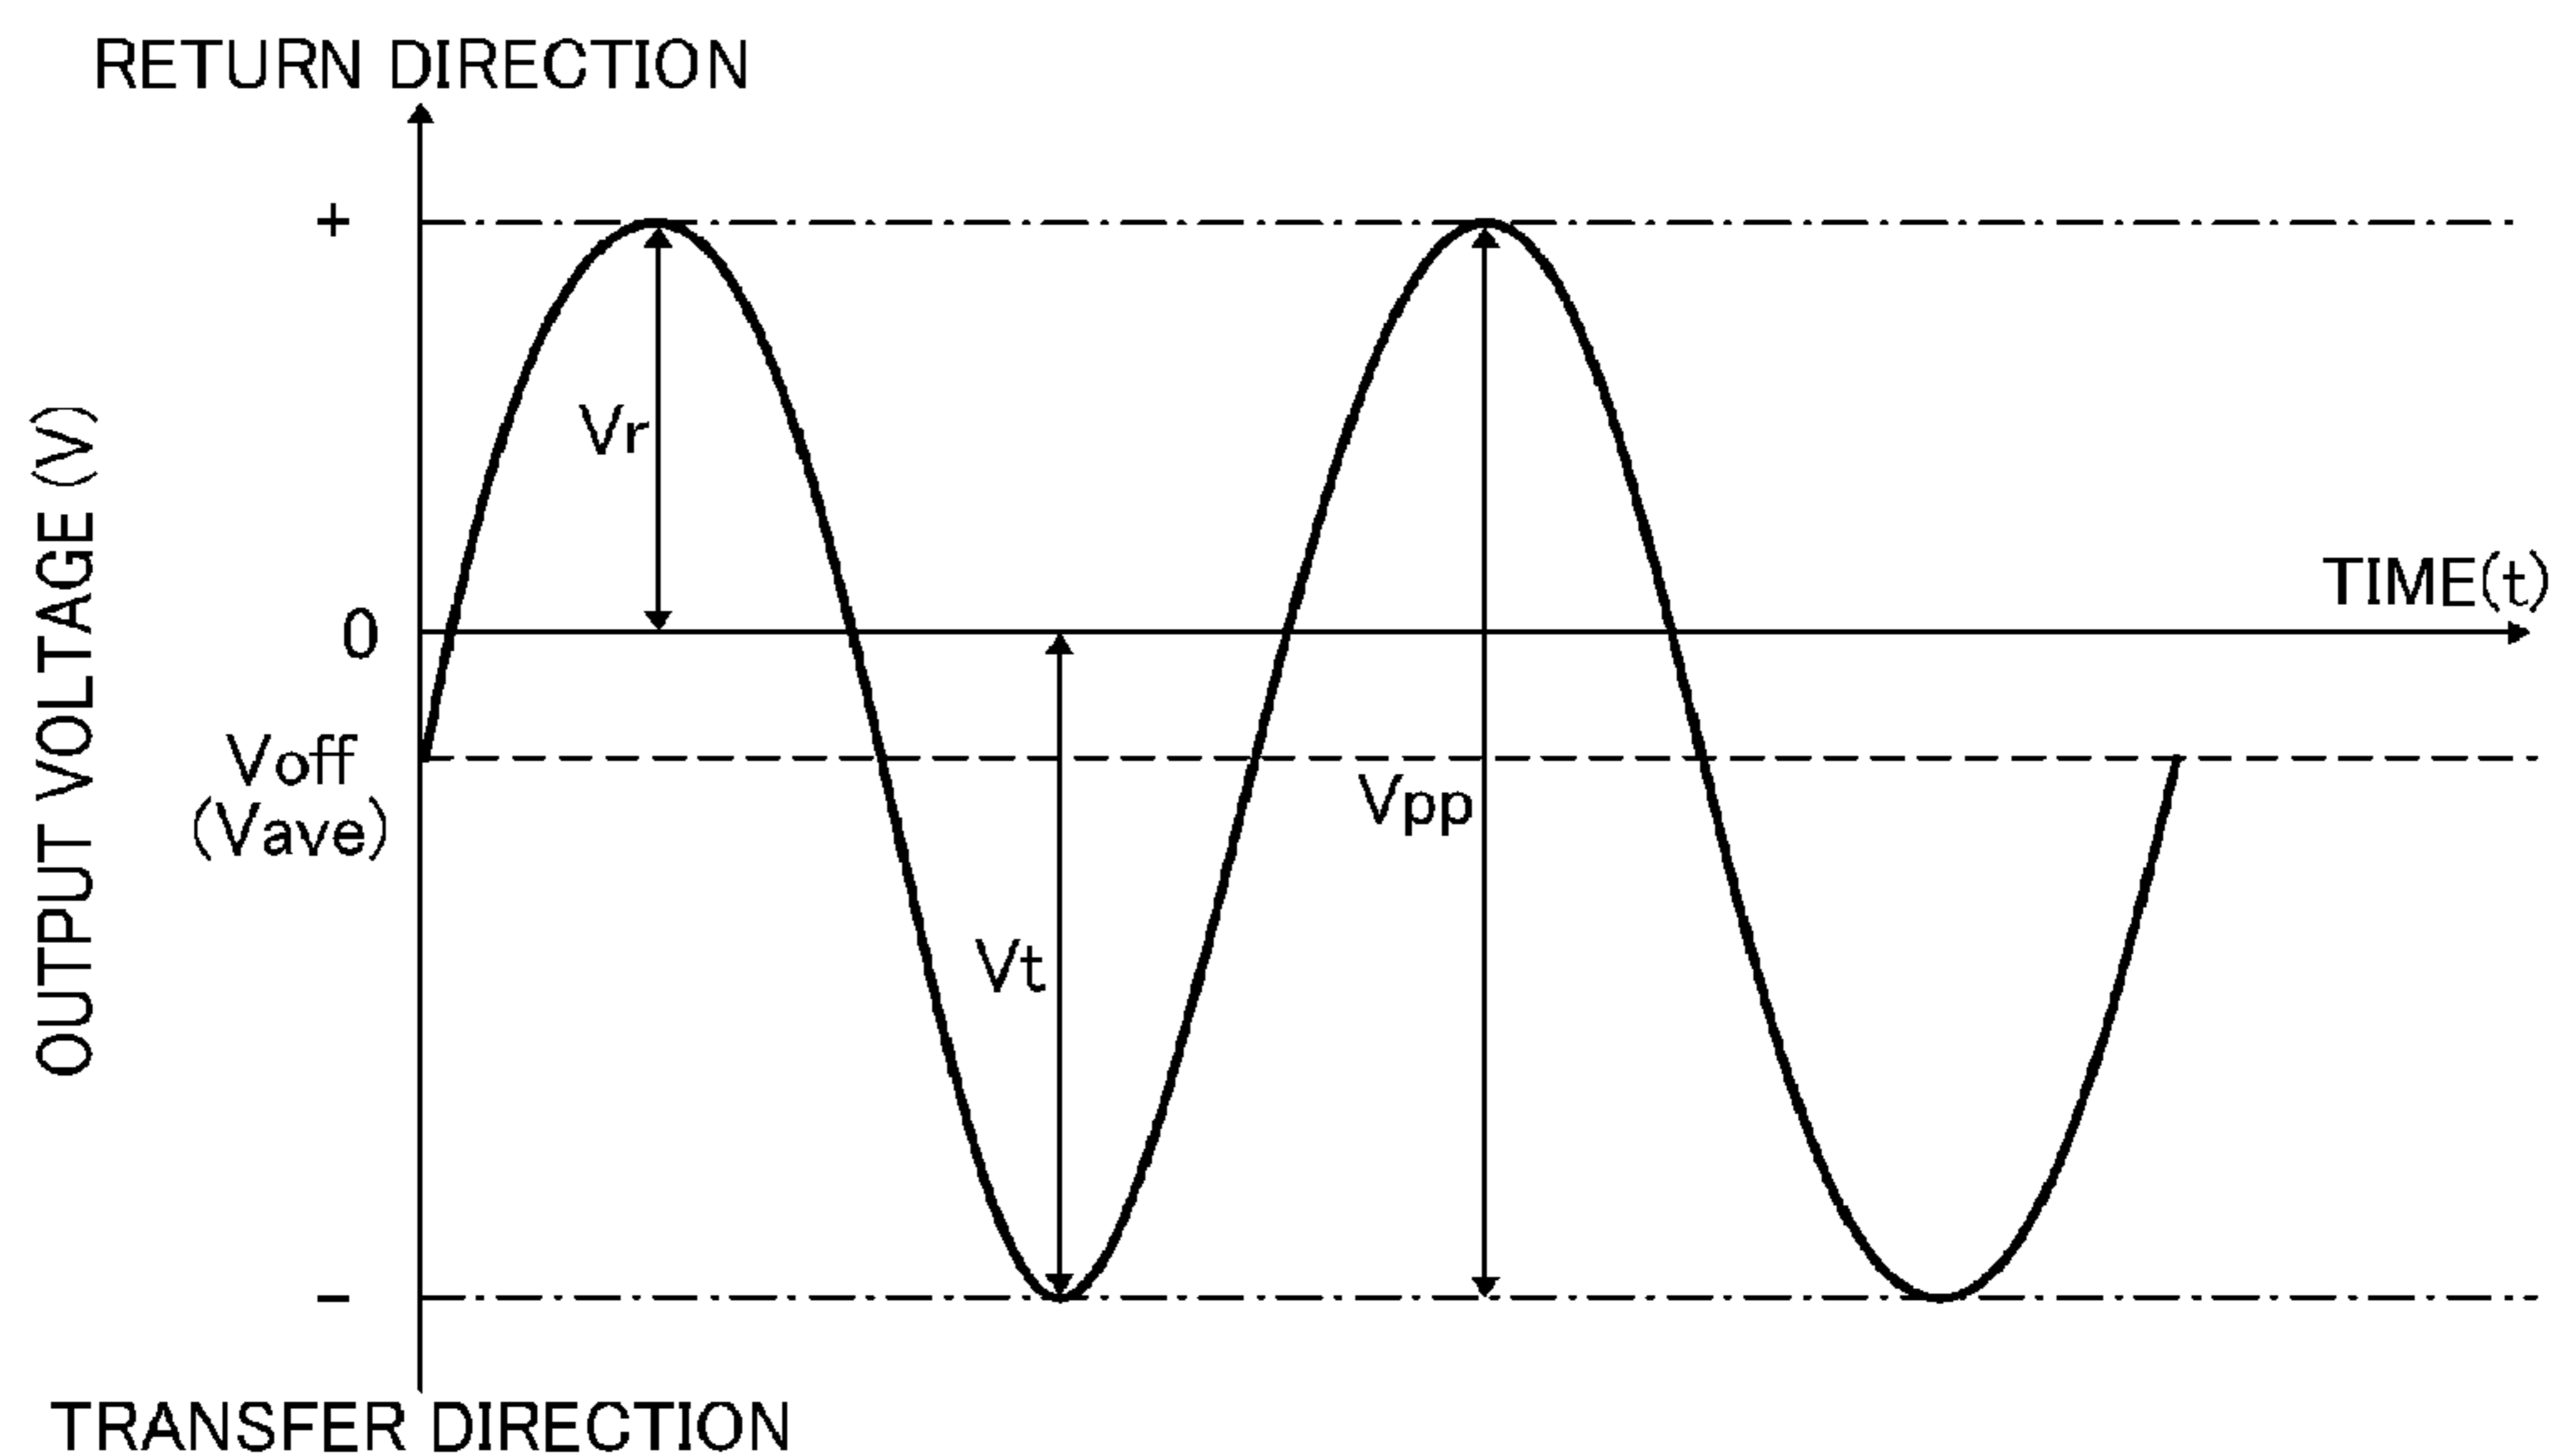 RETURN DIRECTION
+
Vr
OUTPUT VOLTAGE (V)
TIME(t)
0
Voff
(Vave)
Vpp
Vt
−
TRANSFER DIRECTION